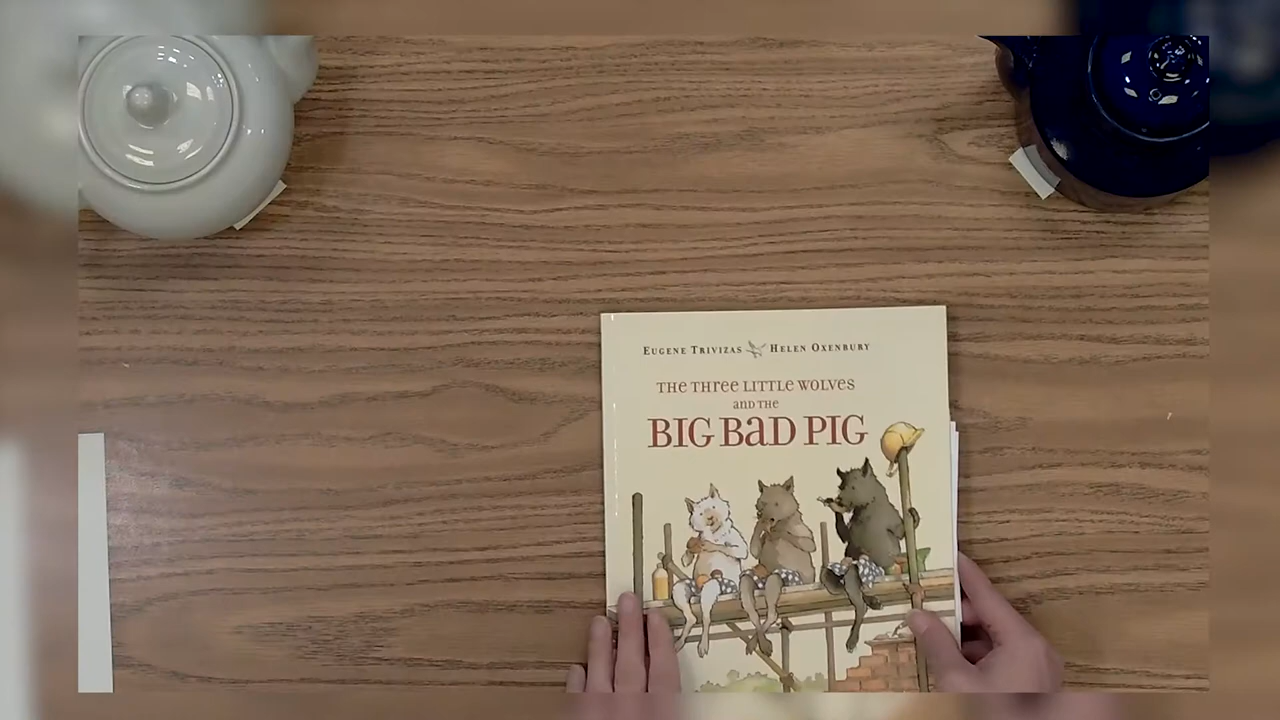 EUGENE TRIVIZAS HELEN OXENBURY
THE THREE LITTLE WOLVES
AND THE
BIG BAD PIG